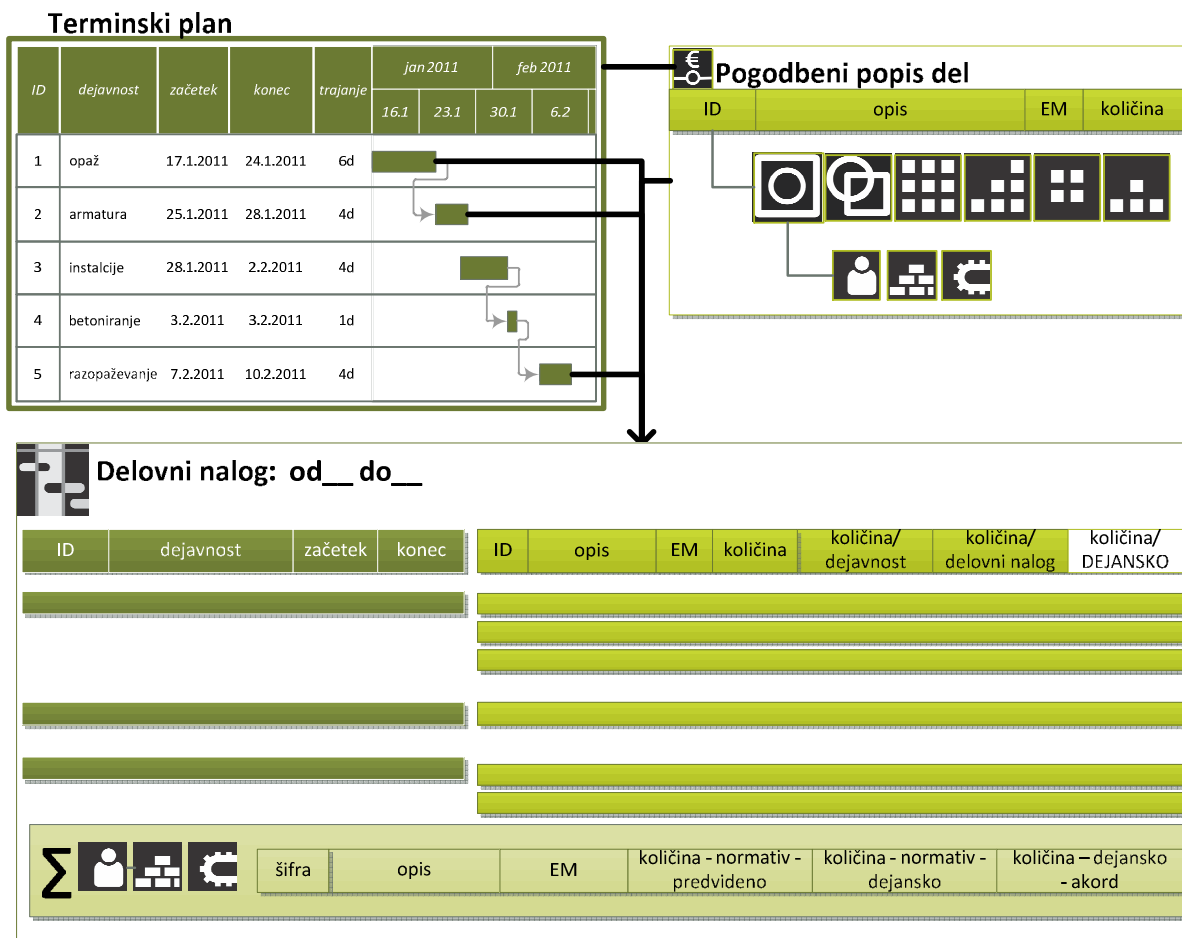 Terminski plan
ID dejavnost začetek konec trajanje jan 2011 feb 2011
16.1 23.1 30.1 6.2
1 opaž 17.1.2011 24.1.2011 6d
2 armatura 25.1.2011 28.1.2011 4d
3 instalcije 28.1.2011 2.2.2011 4d
4 betoniranje 3.2.2011 3.2.2011 1d
5 razopaževanje 7.2.2011 10.2.2011 4d
€
Pogodbeni popis del
ID opis EM količina
Delovni nalog: od__ do__
ID dejavnost začetek konec
ID opis EM količina količina/ dejavnost količina/ delovni nalog količina/ DEJANSKO
Σ
šifra opis EM količina - normativ - predvideno količina - normativ - dejansko količina – dejansko - akord